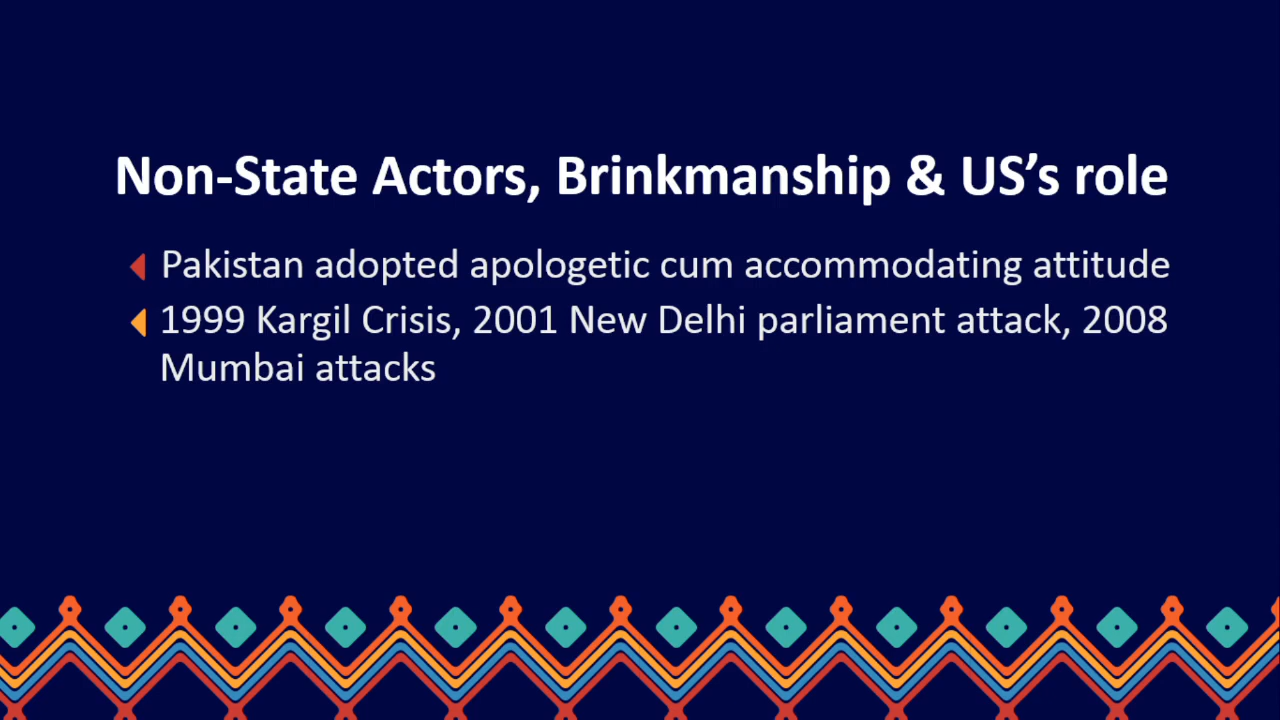 Non-State Actors, Brinkmanship & US’s role
Pakistan adopted apologetic cum accommodating attitude
1999 Kargil Crisis, 2001 New Delhi parliament attack, 2008
Mumbai attacks